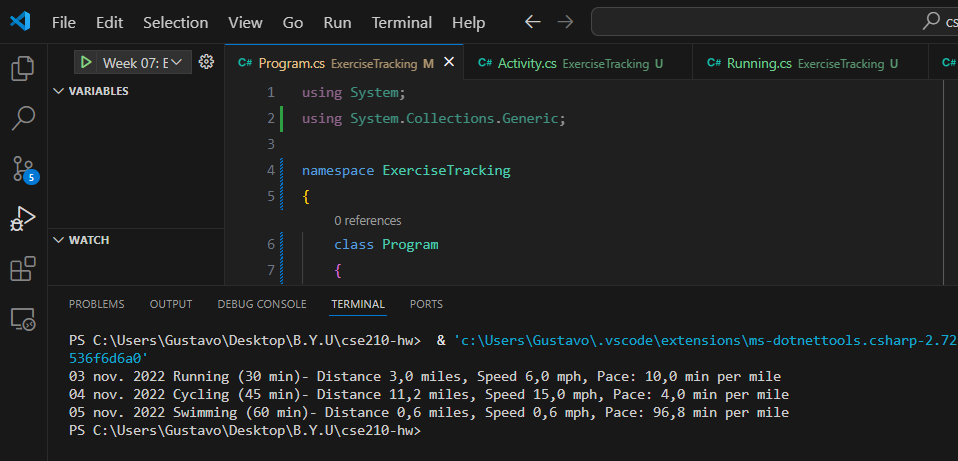 File Edit Selection View Go Run Terminal Help
Week 07: E
C# Program.cs ExerciseTracking M
C# Activity.cs ExerciseTracking U
C# Running.cs ExerciseTracking U
C#
VARIABLES
1 using System;
2 using System.Collections.Generic;
3
4 namespace ExerciseTracking
5 {
0 references
6 class Program
7 {
5
WATCH
PROBLEMS OUTPUT DEBUG CONSOLE TERMINAL PORTS
PS C:\Users\Gustavo\Desktop\B.Y.U\cse210-hw> & 'c:\Users\Gustavo\.vscode\extensions\ms-dotnettools.csharp-2.72
536f6d6a0'
03 nov. 2022 Running (30 min)- Distance 3,0 miles, Speed 6,0 mph, Pace: 10,0 min per mile
04 nov. 2022 Cycling (45 min)- Distance 11,2 miles, Speed 15,0 mph, Pace: 4,0 min per mile
05 nov. 2022 Swimming (60 min)- Distance 0,6 miles, Speed 0,6 mph, Pace: 96,8 min per mile
PS C:\Users\Gustavo\Desktop\B.Y.U\cse210-hw>